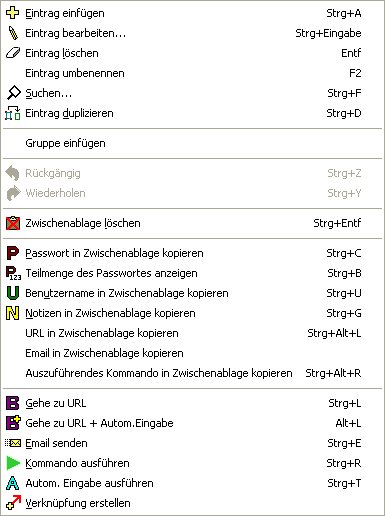 Eintrag einfügen Strg+A
Eintrag bearbeiten... Strg+Eingabe
Eintrag löschen Entf
Eintrag umbenennen F2
Suchen... Strg+F
Eintrag duplizieren Strg+D
Gruppe einfügen
Rückgängig Strg+Z
Wiederholen Strg+Y
Zwischenablage löschen Strg+Entf
P Passwort in Zwischenablage kopieren Strg+C
P123 Teilmenge des Passwortes anzeigen Strg+B
U Benutzername in Zwischenablage kopieren Strg+U
N Notizen in Zwischenablage kopieren Strg+G
URL in Zwischenablage kopieren Strg+Alt+L
Email in Zwischenablage kopieren
Auszuführendes Kommando in Zwischenablage kopieren Strg+Alt+R
B Gehe zu URL Strg+L
B Gehe zu URL + Autom.Eingabe Alt+L
Email senden Strg+E
Kommando ausführen Strg+R
A Autom. Eingabe ausführen Strg+T
Verknüpfung erstellen